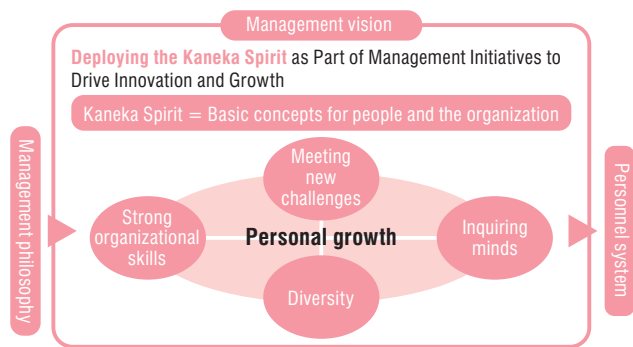 Management vision
Deploying the Kaneka Spirit as Part of Management Initiatives to
Drive Innovation and Growth
Kaneka Spirit = Basic concepts for people and the organization
Management philosophy
Meeting
new
challenges
Strong
organizational
skills
Personal growth
Inquiring
minds
Diversity
Personnel system